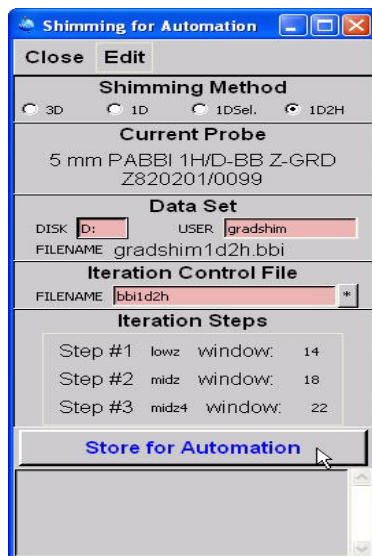 Shimming for Automation
Close Edit
Shimming Method
3D 1D 1DSel. 1D2H
Current Probe
5 mm PABBI 1H/D-BB Z-GRD
Z820201/0099
Data Set
DISK D: USER gradshim
FILENAME gradshim1d2h.bbi
Iteration Control File
FILENAME bbi1d2h *
Iteration Steps
Step #1 lowz window: 14
Step #2 midz window: 18
Step #3 midz4 window: 22
Store for Automation